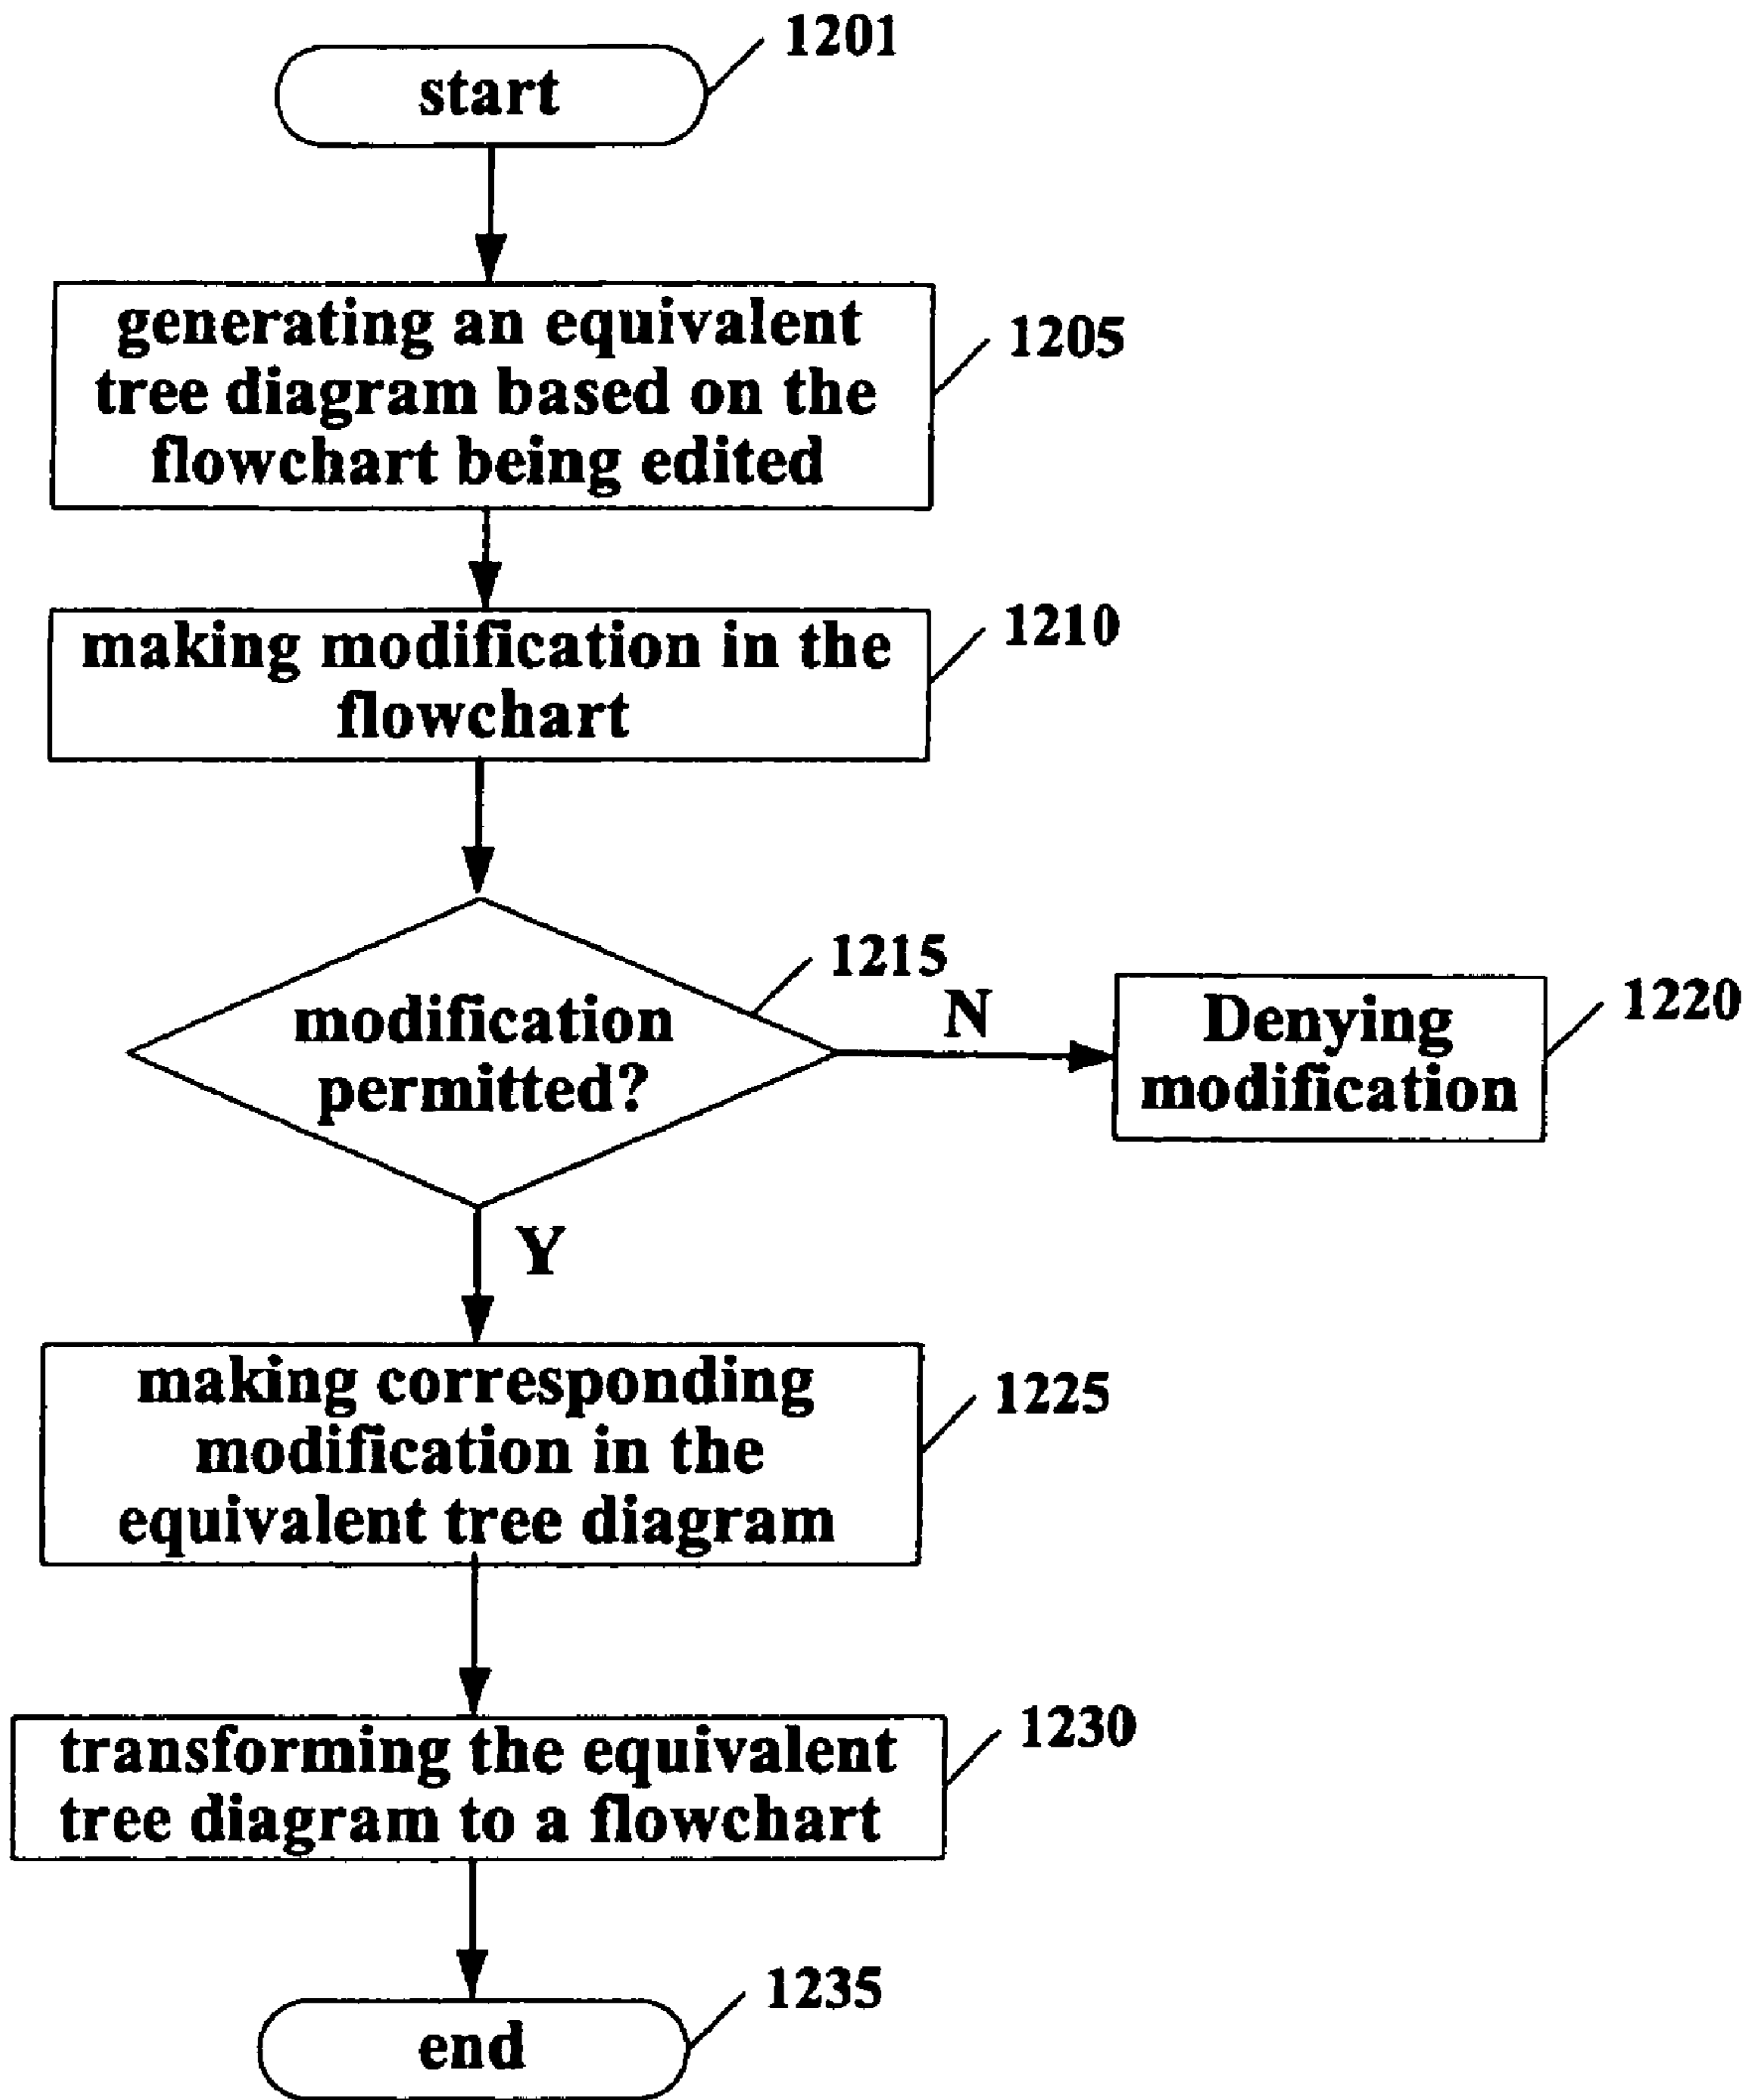 1201
start
generating an equivalent
tree diagram based on the
flowchart being edited
1205
making modification in the
flowchart
1210
1215
modification
permitted?
N
Denying
modification
1220
Y
making corresponding
modification in the
equivalent tree diagram
1225
transforming the equivalent
tree diagram to a flowchart
1230
1235
end